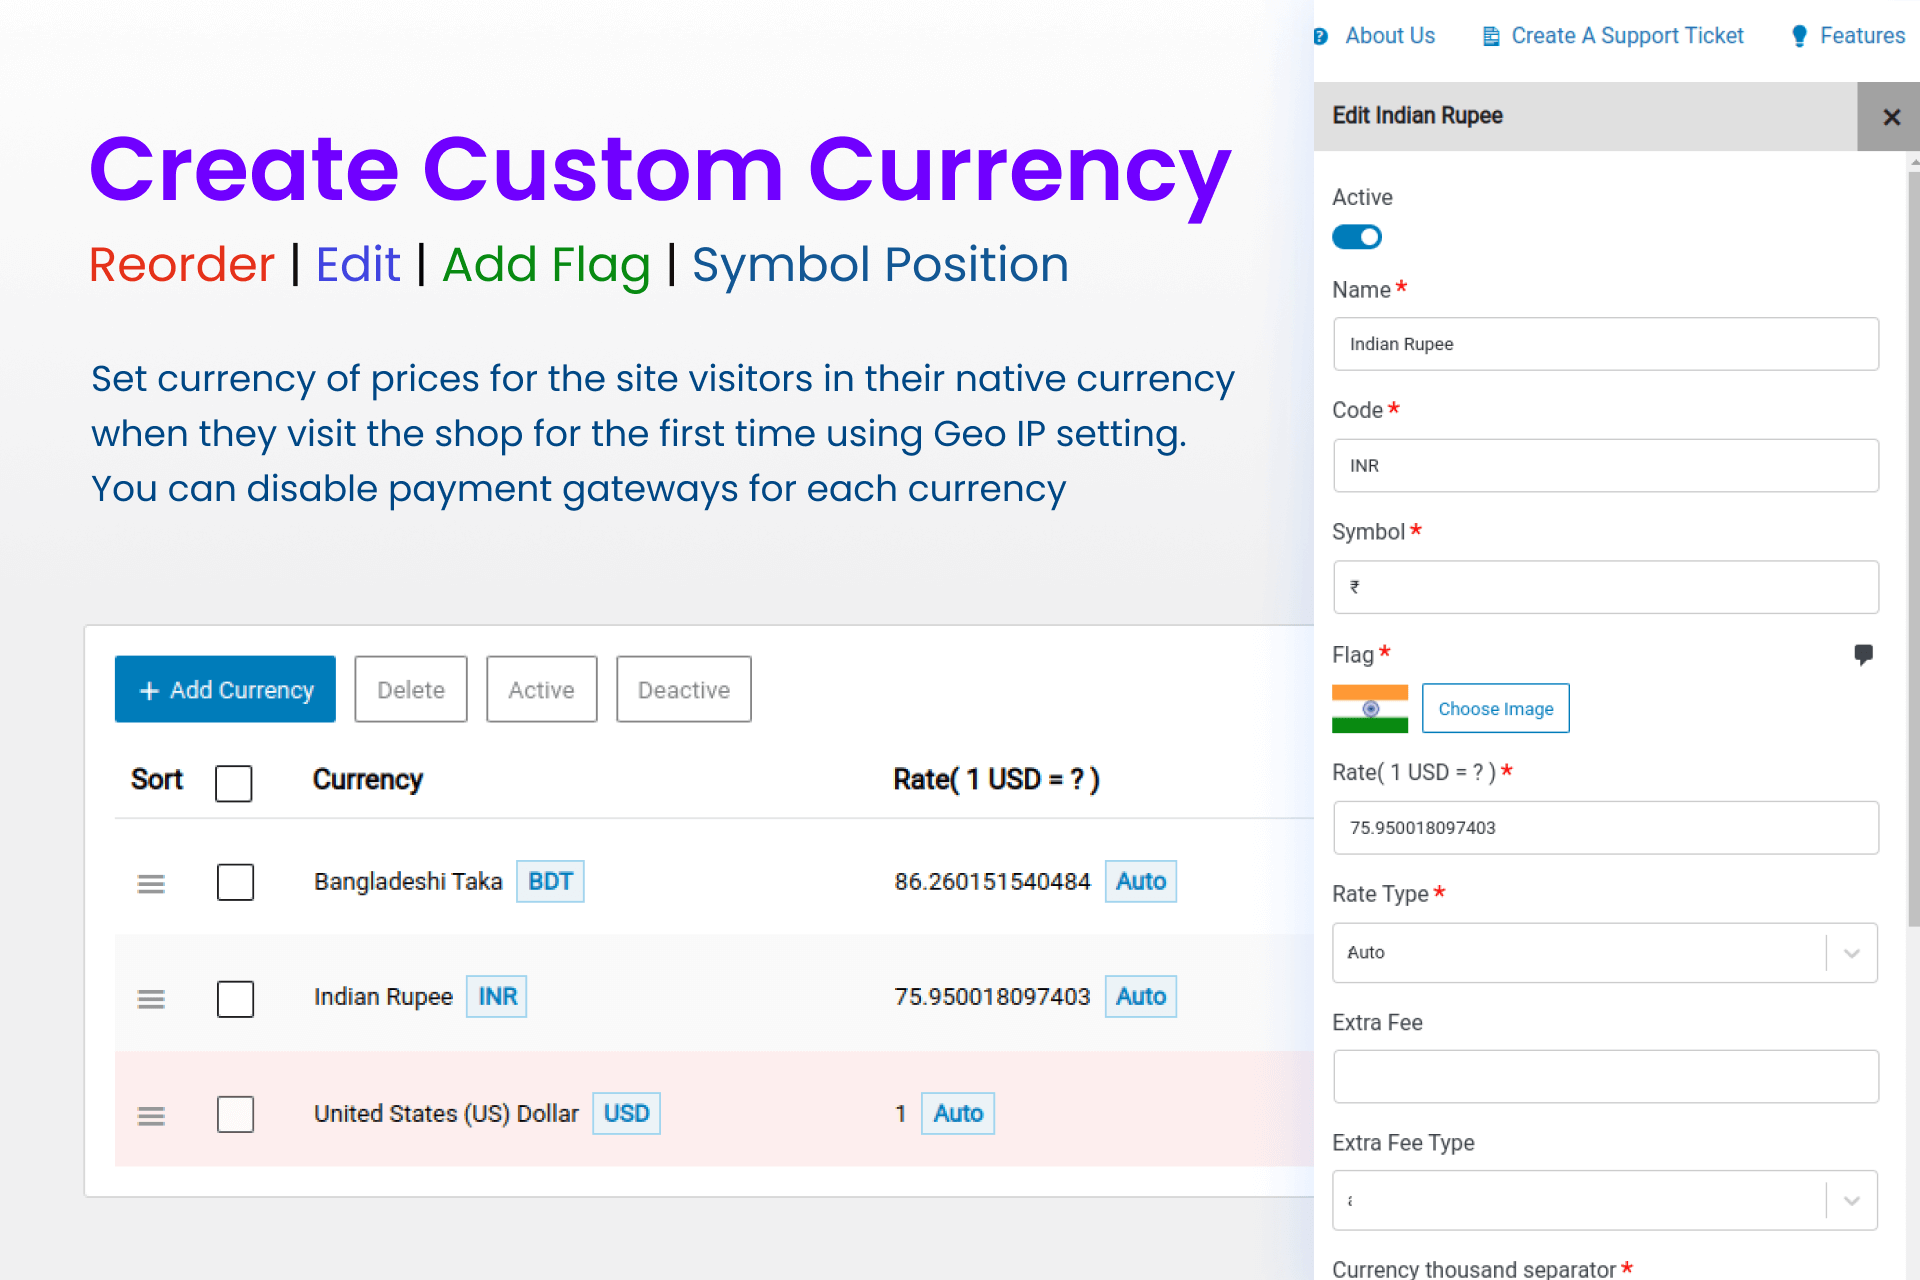 About Us Create A Support Ticket Features
Create Custom Currency
Reorder | Edit | Add Flag | Symbol Position
Set currency of prices for the site visitors in their native currency
when they visit the shop for the first time using Geo IP setting.
You can disable payment gateways for each currency
+ Add Currency Delete Active Deactive
Sort Currency Rate( 1 USD = ? )
Bangladeshi Taka BDT 86.260151540484 Auto
Indian Rupee INR 75.950018097403 Auto
United States (US) Dollar USD 1 Auto
Edit Indian Rupee
Active
Name *
Indian Rupee
Code *
INR
Symbol *
₹
Flag *
Choose Image
Rate( 1 USD = ? ) *
75.950018097403
Rate Type *
Auto
Extra Fee
Extra Fee Type
Currency thousand separator *